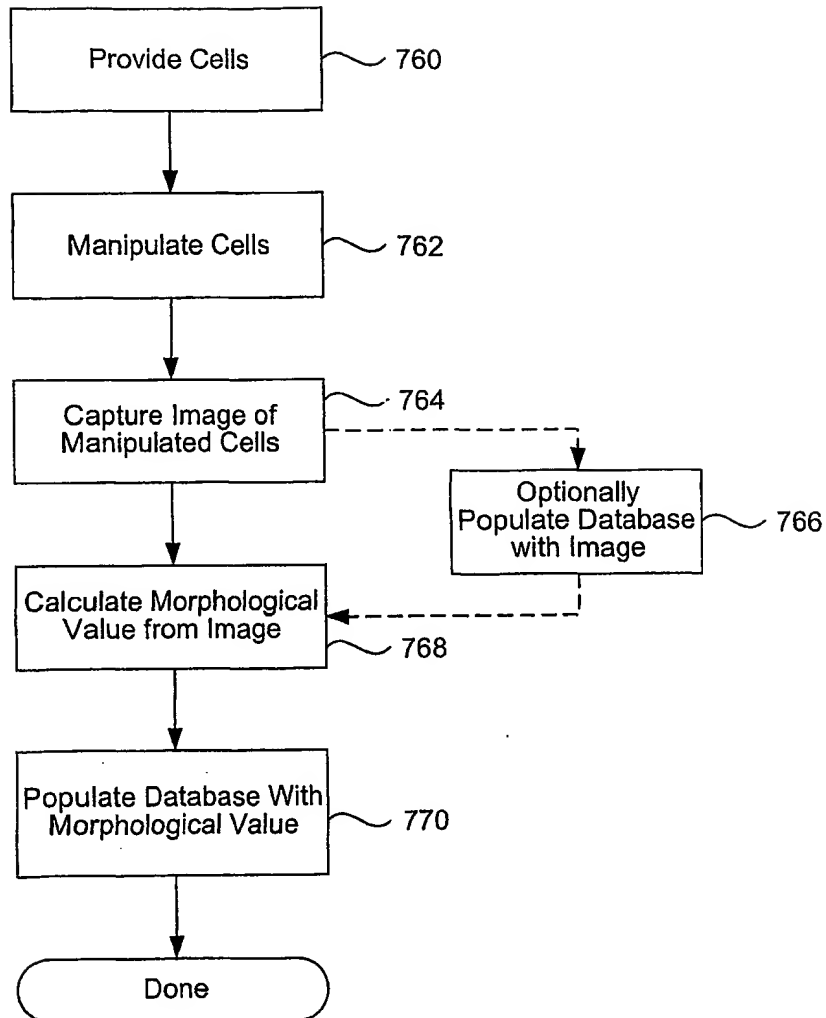 Provide Cells
760
Manipulate Cells
762
Capture Image of
Manipulated Cells
764
Optionally
Populate Database
with Image
766
Calculate Morphological
Value from Image
768
Populate Database With
Morphological Value
770
Done